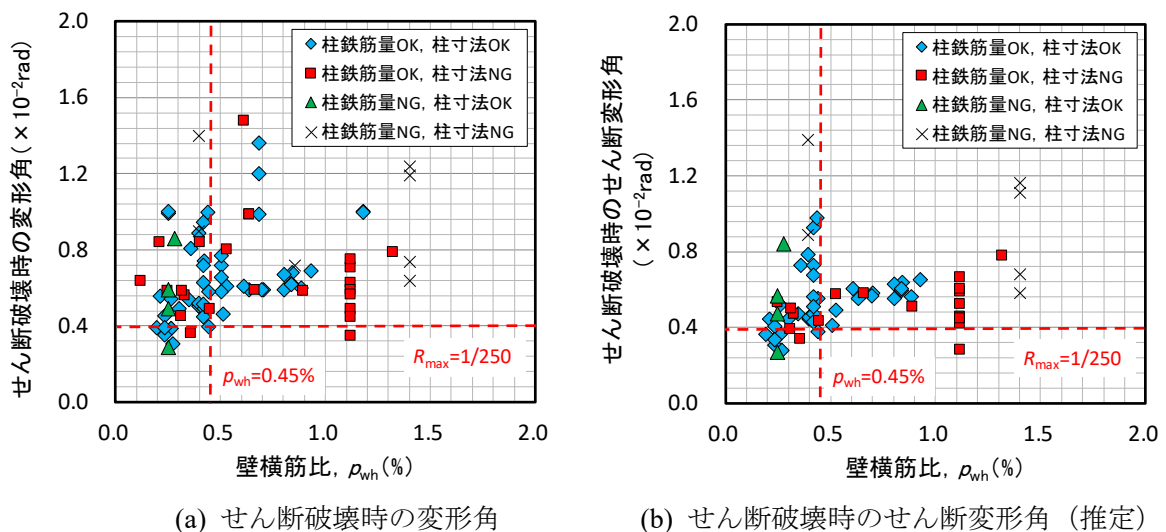 せん断破壊時の変形角(×10⁻²rad)
2.0
1.6
1.2
0.8
0.4
0.0
柱鉄筋量OK, 柱寸法OK
柱鉄筋量OK, 柱寸法NG
柱鉄筋量NG, 柱寸法OK
柱鉄筋量NG, 柱寸法NG
Rmax=1/250
pwh=0.45%
0.0 0.5 1.0 1.5 2.0
壁横筋比, pwh(%)
(a) せん断破壊時の変形角
せん断破壊時のせん断変形角
(×10⁻²rad)
2.0
1.6
1.2
0.8
0.4
0.0
柱鉄筋量OK, 柱寸法OK
柱鉄筋量OK, 柱寸法NG
柱鉄筋量NG, 柱寸法OK
柱鉄筋量NG, 柱寸法NG
Rmax=1/250
pwh=0.45%
0.0 0.5 1.0 1.5 2.0
壁横筋比, pwh(%)
(b) せん断破壊時のせん断変形角（推定）